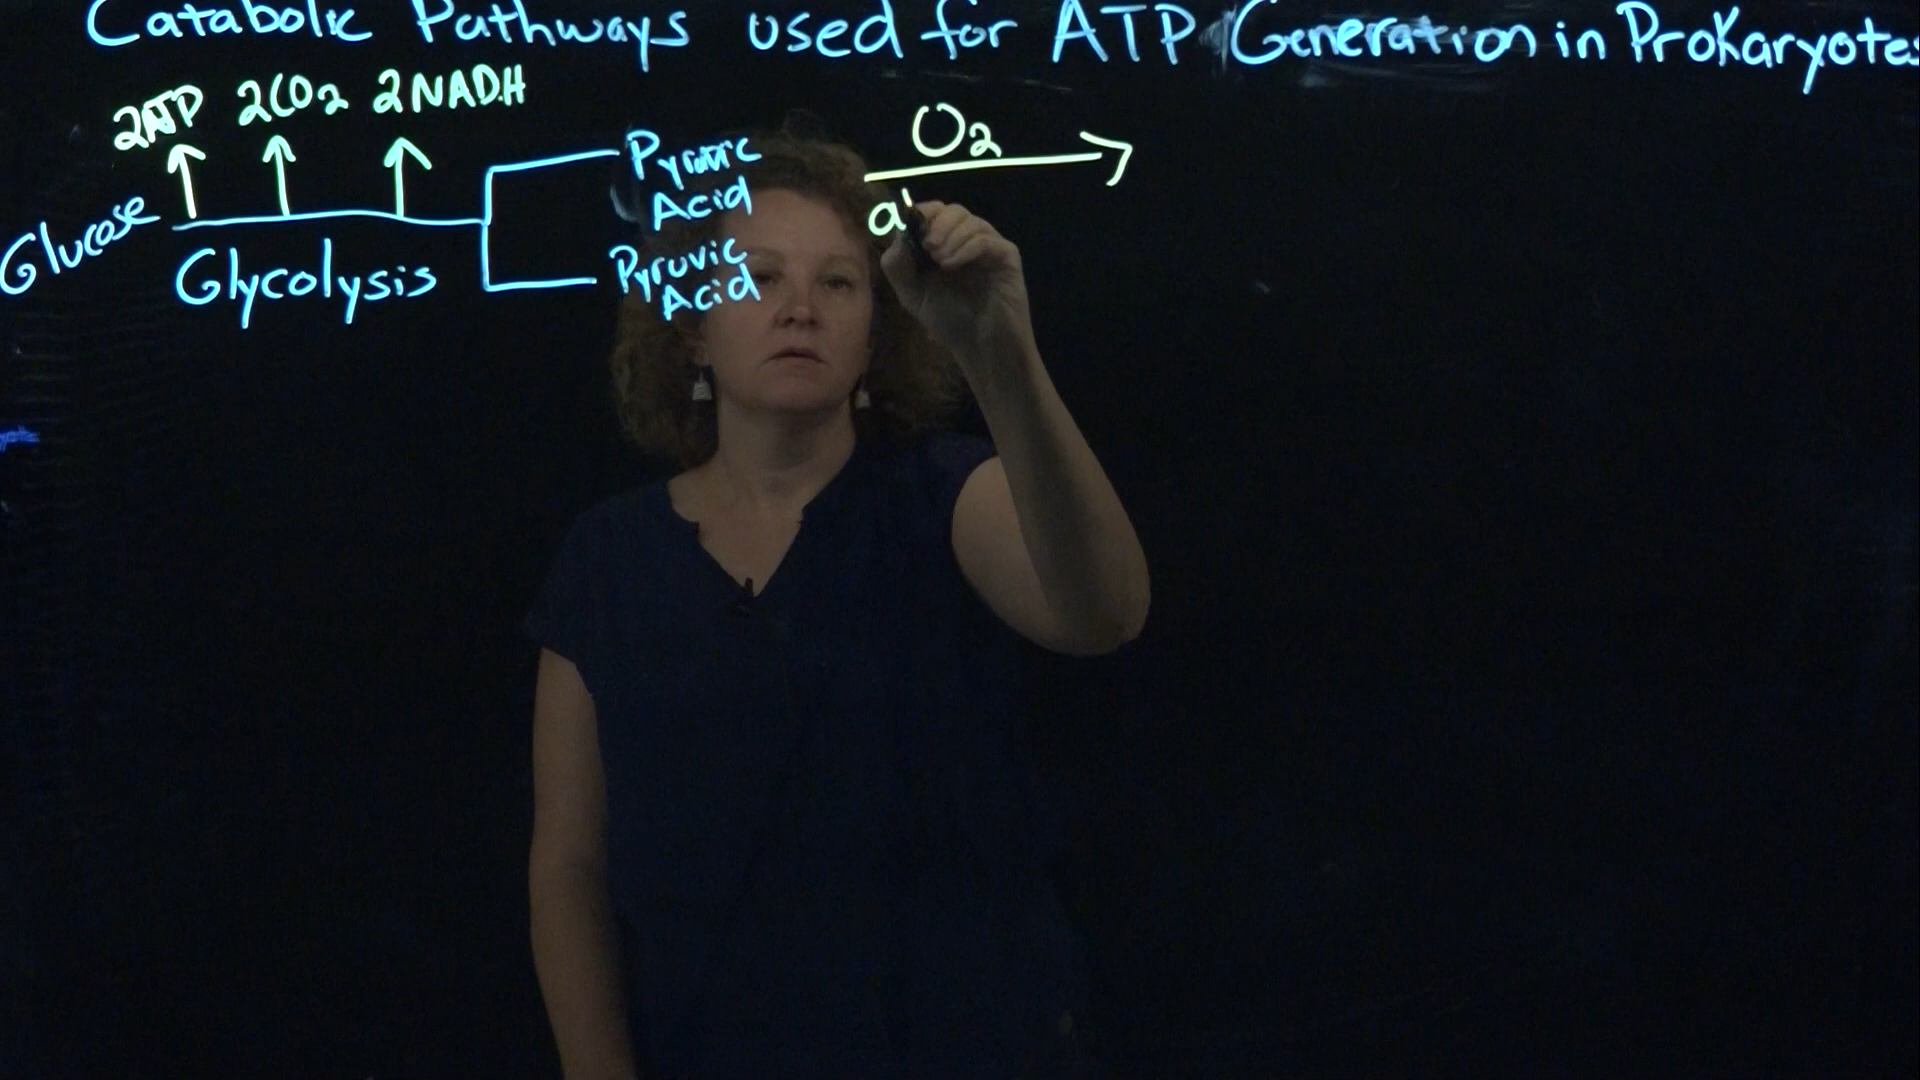 Catabolic Pathways used for ATP Generation in Prokaryotes
2ATP 2CO2 2NADH
O2
Pyruvic
Acid
Glucose
Glycolysis
Pyruvic
Acid
a